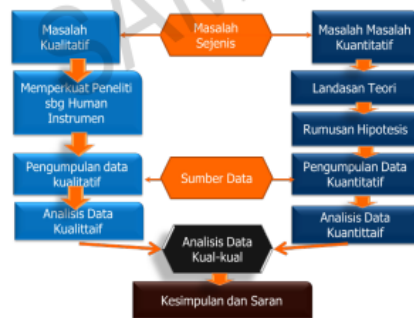 Masalah
Kualitatif
Masalah
Sejenis
Masalah Masalah
Kuantitatif
Memperkuat Peneliti
sbg Human
Instrumen
Landasan Teori
Rumusan Hipotesis
Pengumpulan data
kualitatif
Sumber Data
Pengumpulan Data
Kuantitatif
Analisis Data
Kualittaif
Analisis Data
Kuantittaif
Analisis Data
Kual-kual
Kesimpulan dan Saran